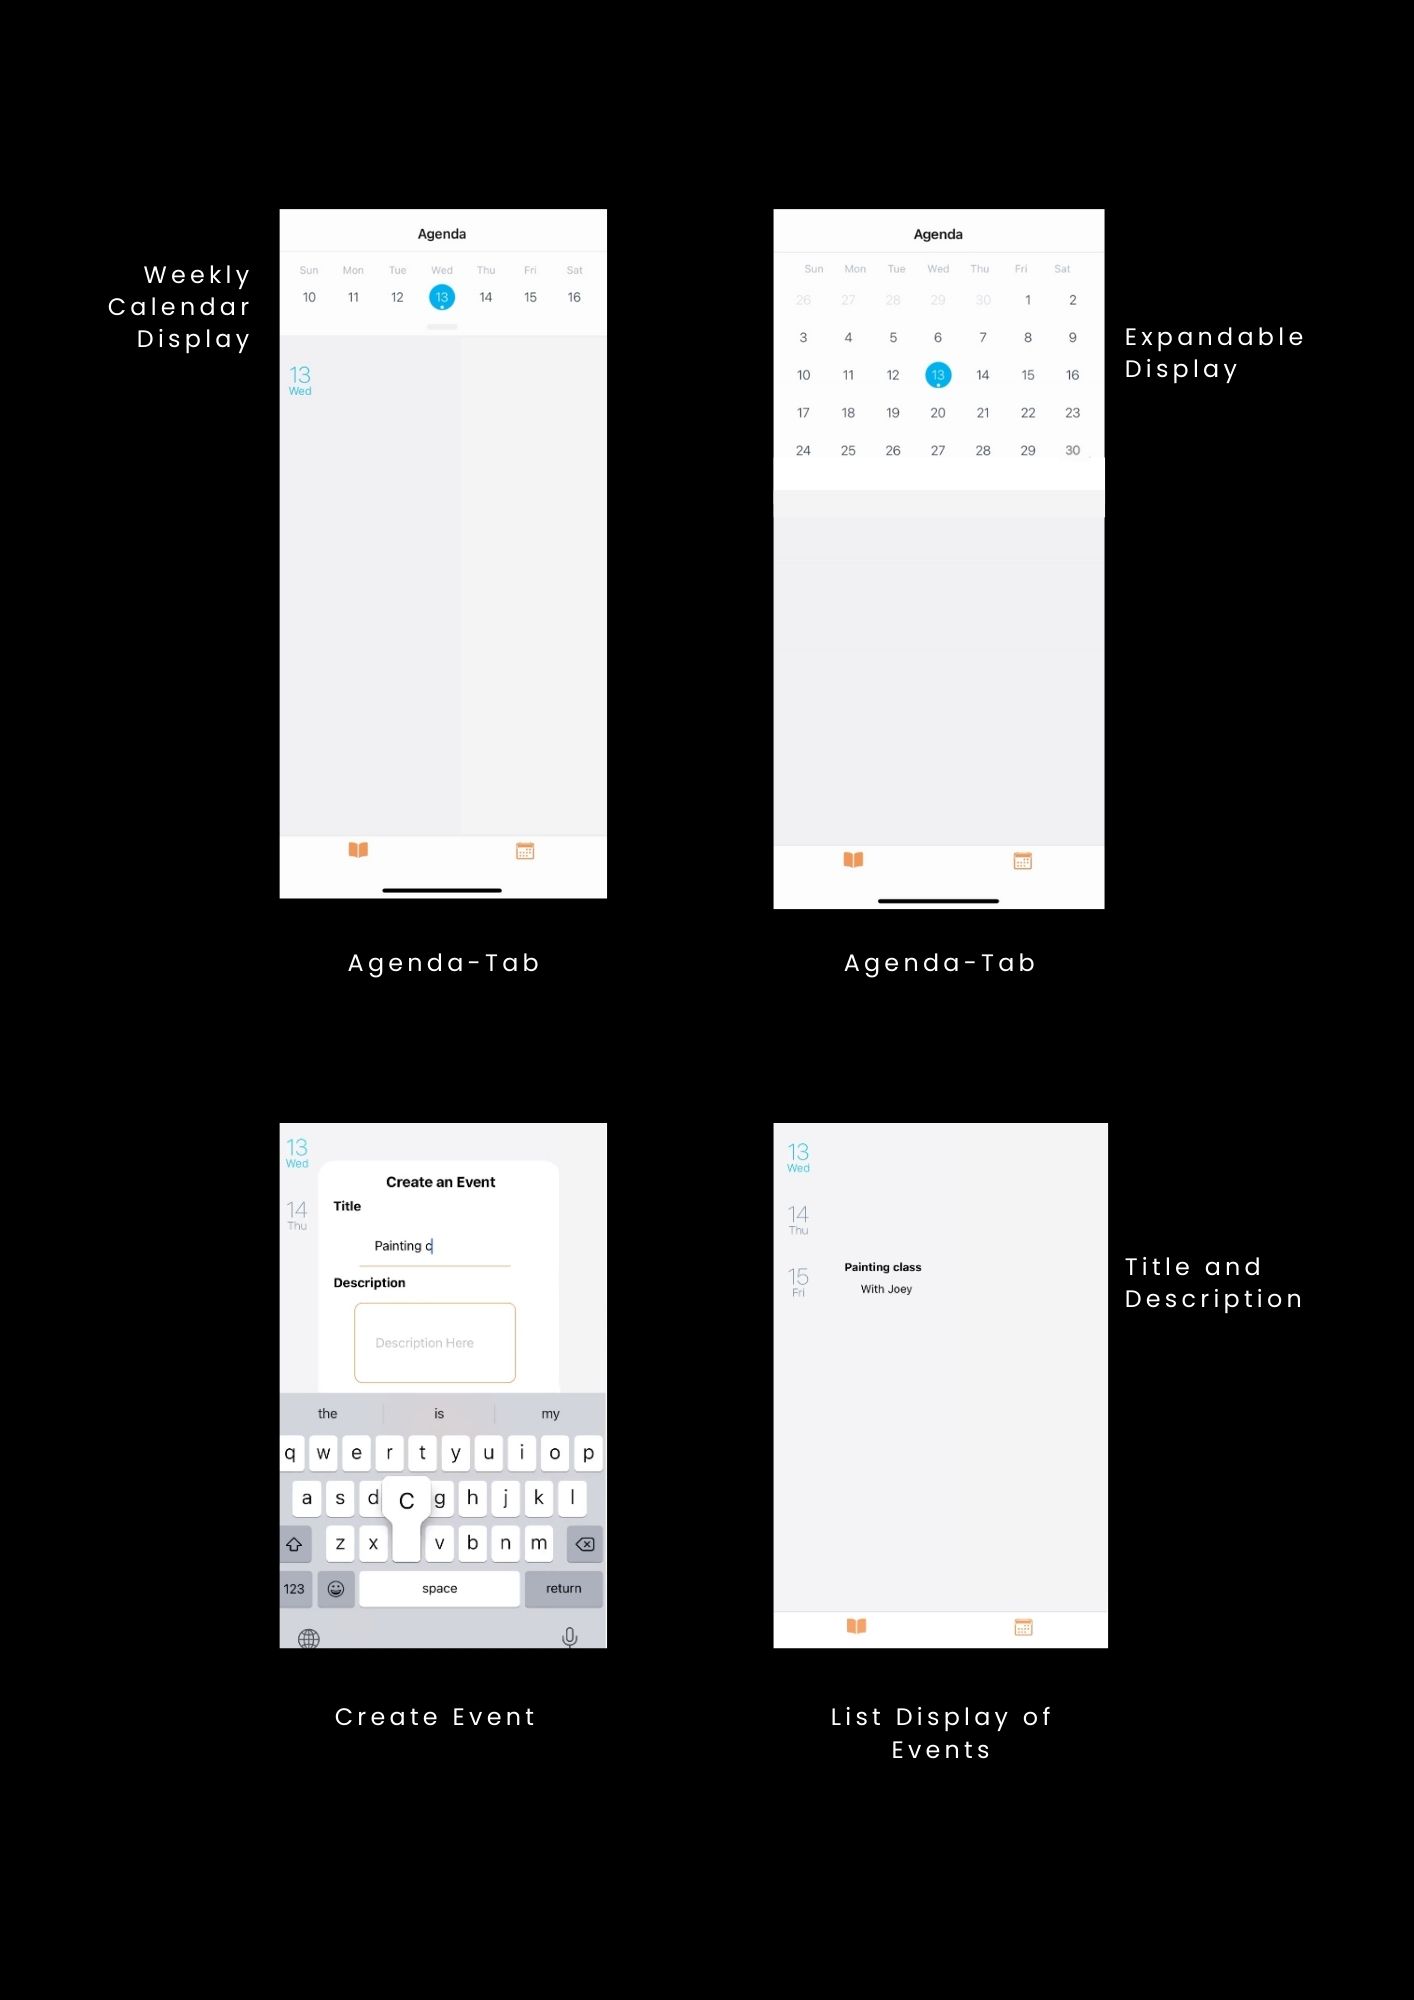 Weekly
Calendar
Display
Agenda
Sun Mon Tue Wed Thu Fri Sat
10 11 12 13 14 15 16
13
Wed
Agenda-Tab
Agenda
Sun Mon Tue Wed Thu Fri Sat
26 27 28 29 30 1 2
3 4 5 6 7 8 9
10 11 12 13 14 15 16
17 18 19 20 21 22 23
24 25 26 27 28 29 30
Expandable
Display
Agenda-Tab
13
Wed
14
Thu
Create an Event
Title
Painting c
Description
Description Here
the is my
q w e r t y u i o p
a s d C g h j k l
z x v b n m
123 space return
Create Event
13
Wed
14
Thu
15
Fri
Painting class
With Joey
Title and
Description
List Display of
Events